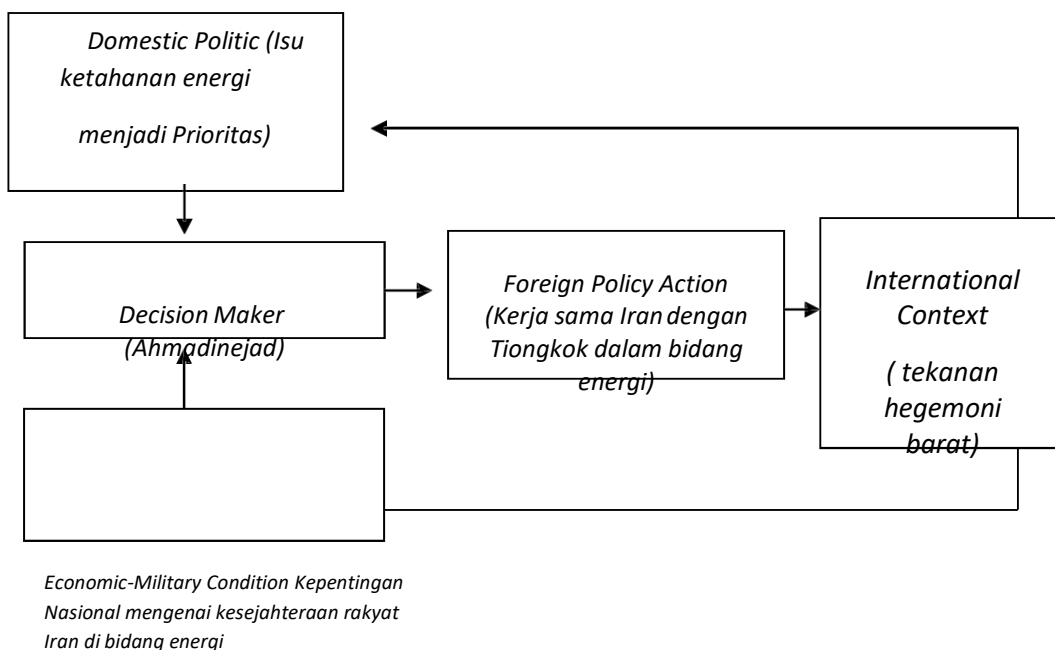 Domestic Politic (Isu
ketahanan energi
menjadi Prioritas)
Decision Maker
(Ahmadinejad)
Foreign Policy Action
(Kerja sama Iran dengan
Tiongkok dalam bidang
energi)
International
Context
( tekanan
hegemoni
barat)
Economic-Military Condition Kepentingan
Nasional mengenai kesejahteraan rakyat
Iran di bidang energi